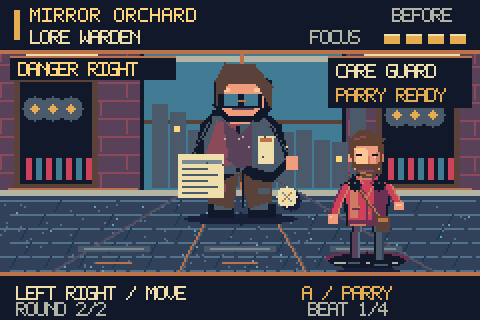 MIRROR ORCHARD
LORE WARDEN
BEFORE
FOCUS
DANGER RIGHT
CARE GUARD
PARRY READY
LEFT RIGHT / MOVE
ROUND 2/2
A / PARRY
BEAT 1/4